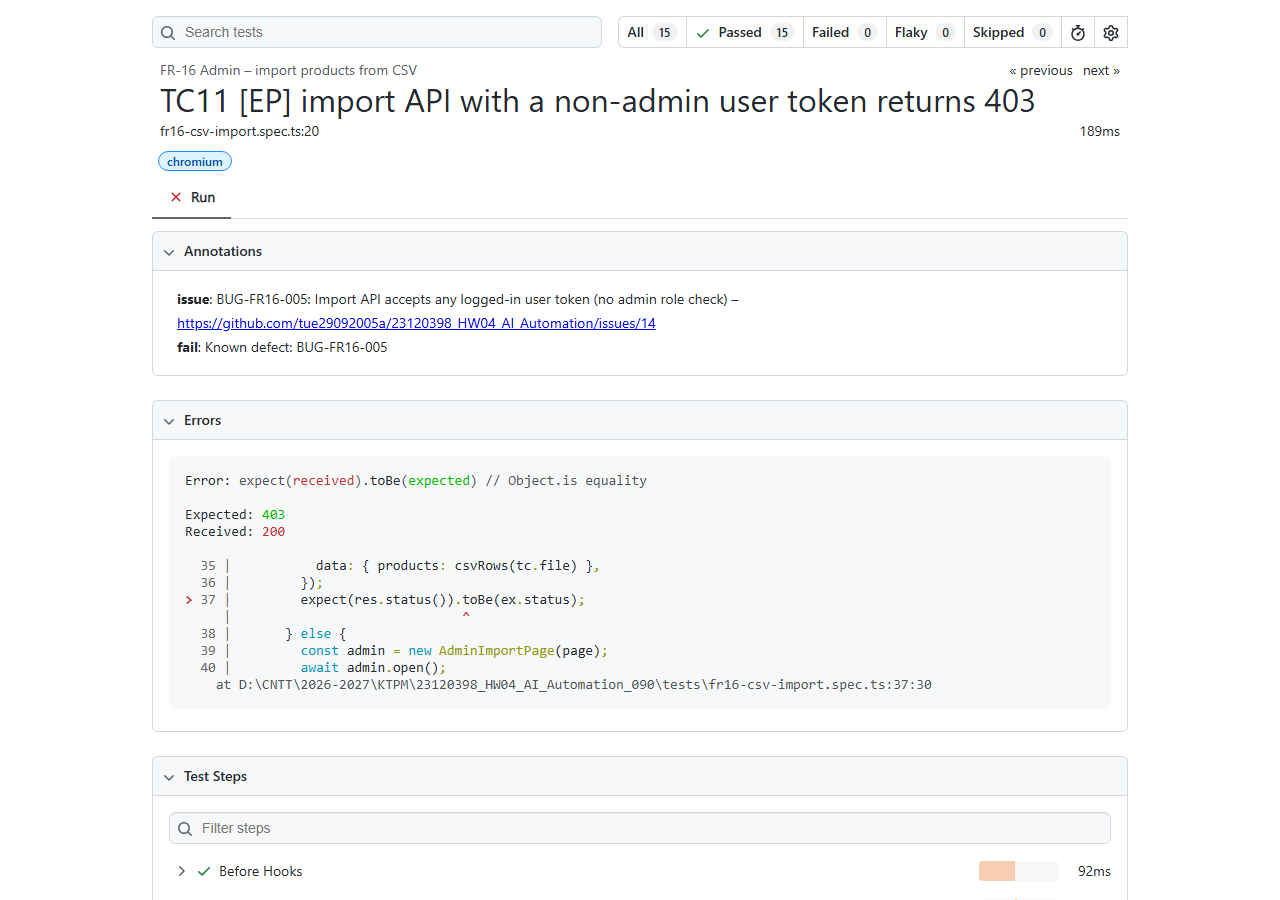 Search tests
All 15 Passed 15 Failed 0 Flaky 0 Skipped 0
FR-16 Admin – import products from CSV
« previous next »
TC11 [EP] import API with a non-admin user token returns 403
fr16-csv-import.spec.ts:20
189ms
chromium
Run
Annotations
issue: BUG-FR16-005: Import API accepts any logged-in user token (no admin role check) –
https://github.com/tue29092005a/23120398_HW04_AI_Automation/issues/14
fail: Known defect: BUG-FR16-005
Errors
Error: expect(received).toBe(expected) // Object.is equality
Expected: 403
Received: 200
35 | data: { products: csvRows(tc.file) },
36 | });
> 37 | expect(res.status()).toBe(ex.status);
| ^
38 | } else {
39 | const admin = new AdminImportPage(page);
40 | await admin.open();
at D:\CNTT\2026-2027\KTPM\23120398_HW04_AI_Automation_090\tests\fr16-csv-import.spec.ts:37:30
Test Steps
Filter steps
Before Hooks
92ms